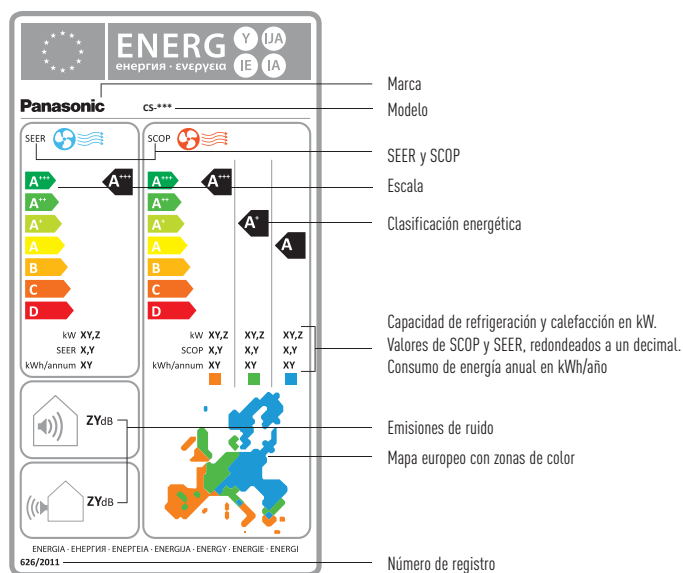 ENERG
енергия · ενεργεια
Y IJA
IE IA
Panasonic
CS-***
Marca
Modelo
SEER
SCOP
SEER y SCOP
A+++ A+++
A++
A+
A
B
C
D
A+++ A+++
A++
A+ A+
A A
B
C
D
Escala
Clasificación energética
kW XY,Z
SEER X,Y
kWh/annum XY
kW XY,Z XY,Z XY,Z
SCOP X,Y X,Y X,Y
kWh/annum XY XY XY
Capacidad de refrigeración y calefacción en kW.
Valores de SCOP y SEER, redondeados a un decimal.
Consumo de energía anual en kWh/año
ZYdB
ZYdB
Emisiones de ruido
Mapa europeo con zonas de color
ENERGIA · ЕНЕРГИЯ · ΕΝΕΡΓΕΙΑ · ENERGIJA · ENERGY · ENERGIE · ENERGI
626/2011
Número de registro